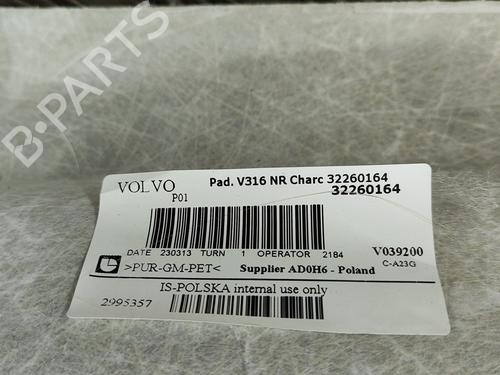 B-PARTS
VOLVO
P01
Pad. V316 NR Charc 32260164
32260164
DATE 230313 TURN 1 OPERATOR 2184
V039200
C-A23G
>PUR-GM-PET<
Supplier AD0H6 - Poland
IS-POLSKA internal use only
2995357